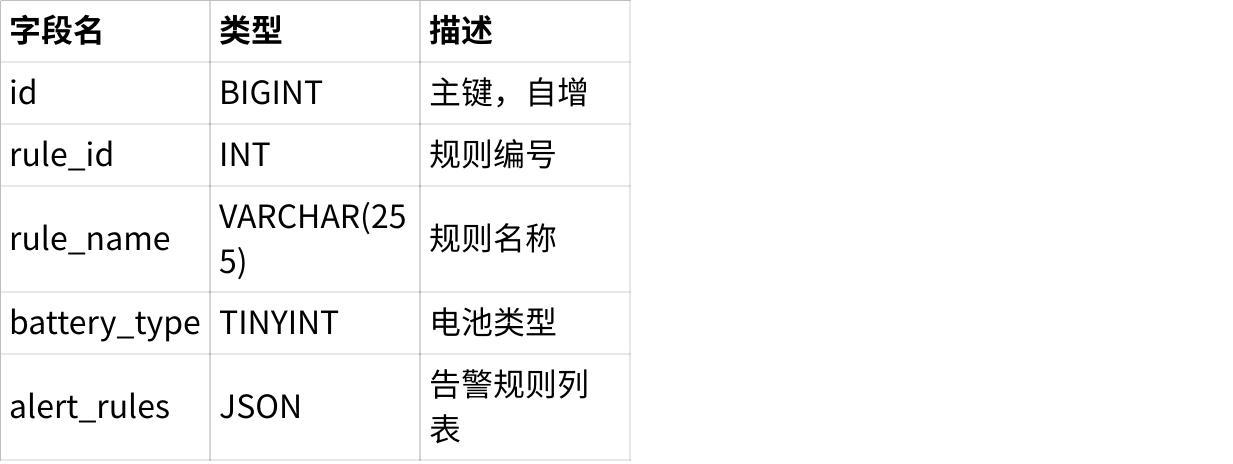 字段名 类型 描述
id BIGINT 主键，自增
rule_id INT 规则编号
rule_name VARCHAR(25
5) 规则名称
battery_type TINYINT 电池类型
alert_rules JSON 告警规则列
表